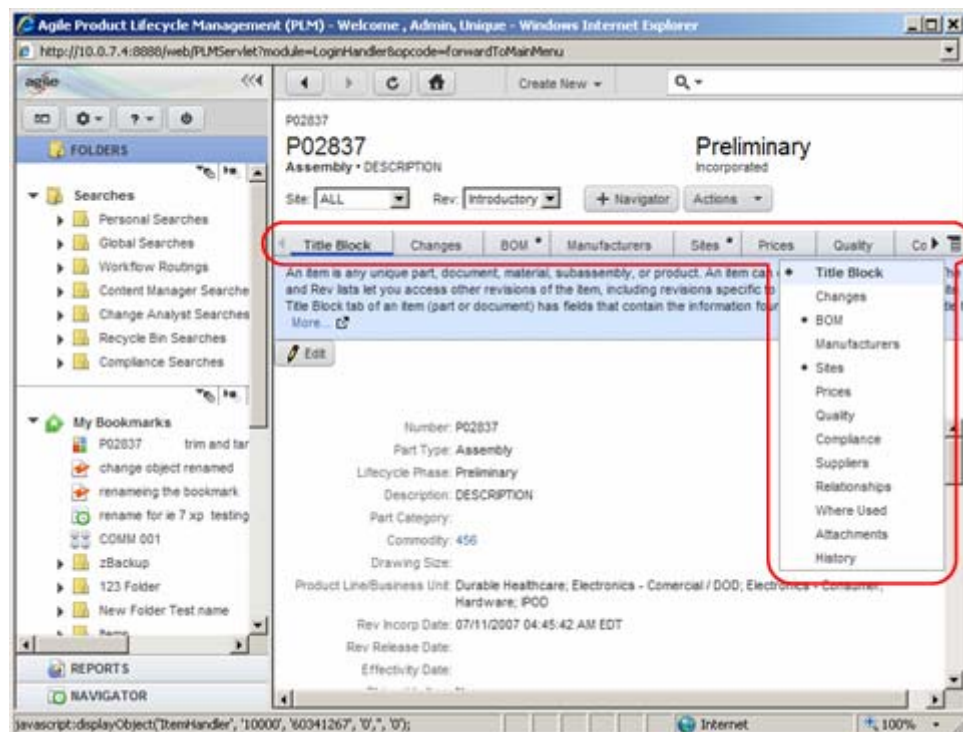 Agile Product Lifecycle Management (PLM) - Welcome , Admin, Unique - Windows Internet Explorer
http://10.0.7.4:8888/web/PLMServlet?module=LoginHandler&opcode=forwardToMainMenu
agile
Create New
P02837
P02837
Preliminary
Assembly • DESCRIPTION
Incorporated
Site: ALL Rev: Introductory + Navigator Actions
Title Block Changes BOM • Manufacturers Sites • Prices Quality Co
An item is any unique part, document, material, subassembly, or product. An item can
and Rev lists let you access other revisions of the item, including revisions specific to
Title Block tab of an item (part or document) has fields that contain the information
More...
Edit
Number: P02837
Part Type: Assembly
Lifecycle Phase: Preliminary
Description: DESCRIPTION
Part Category:
Commodity: 456
Drawing Size:
Product Line/Business Unit: Durable Healthcare; Electronics - Comercial / DOD; Electronics - Consumer;
Hardware; IPOD
Rev Incorp Date: 07/11/2007 04:45:42 AM EDT
Rev Release Date:
Effectivity Date:
• Title Block
Changes
• BOM
Manufacturers
• Sites
Prices
Quality
Compliance
Suppliers
Relationships
Where Used
Attachments
History
FOLDERS
Searches
Personal Searches
Global Searches
Workflow Routings
Content Manager Searche
Change Analyst Searches
Recycle Bin Searches
Compliance Searches
My Bookmarks
P02837 trim and tar
change object renamed
renameing the bookmark
rename for ie 7 xp testing
COMM 001
zBackup
123 Folder
New Folder Test name
Items
REPORTS
NAVIGATOR
javascript:displayObject('ItemHandler', '10000', '60341267', '0','', '0');
Internet
100%